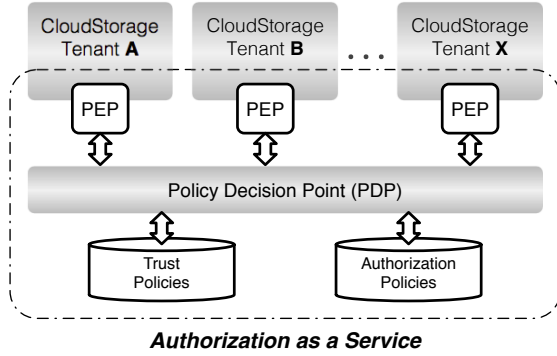 CloudStorage
Tenant A
CloudStorage
Tenant B
. . .
CloudStorage
Tenant X
PEP
PEP
PEP
Policy Decision Point (PDP)
Trust
Policies
Authorization
Policies
Authorization as a Service